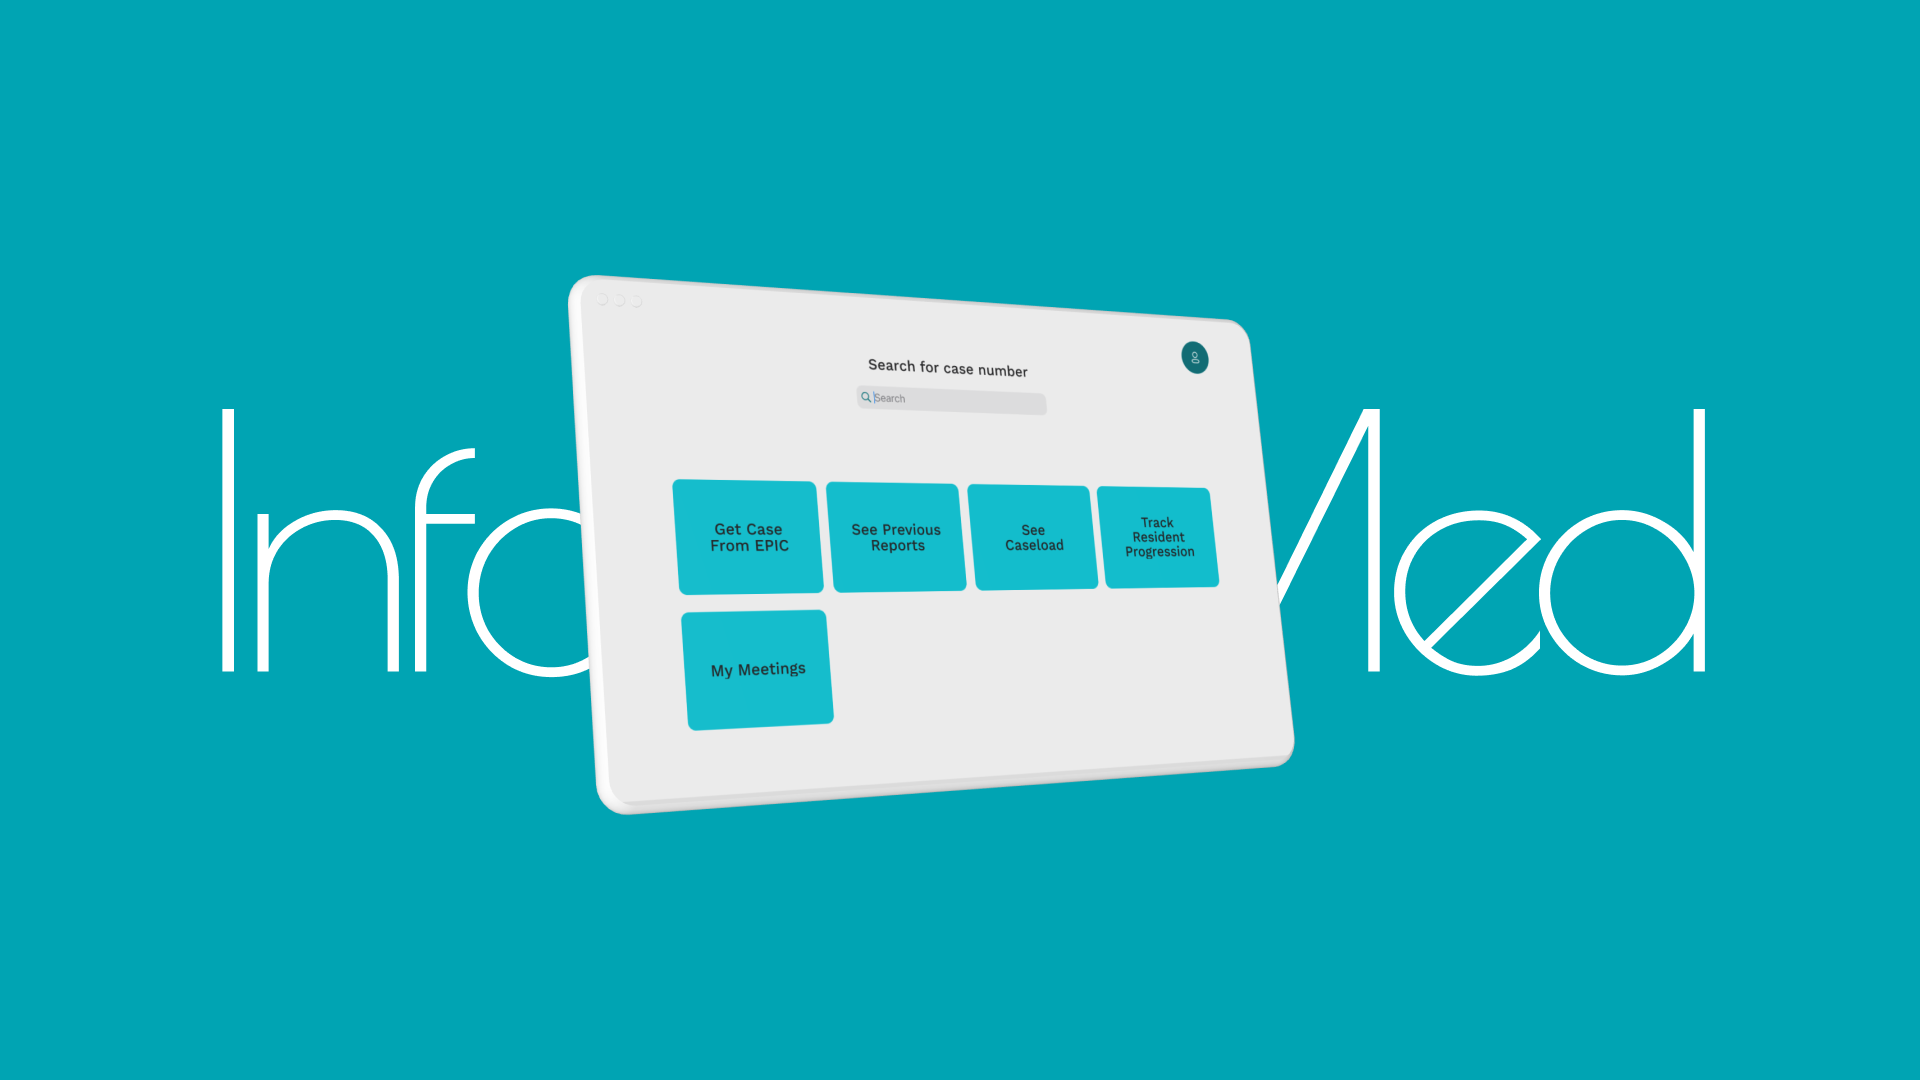 Info Med
Search for case number
Search
Get Case
From EPIC
See Previous
Reports
See
Caseload
Track
Resident
Progression
My Meetings